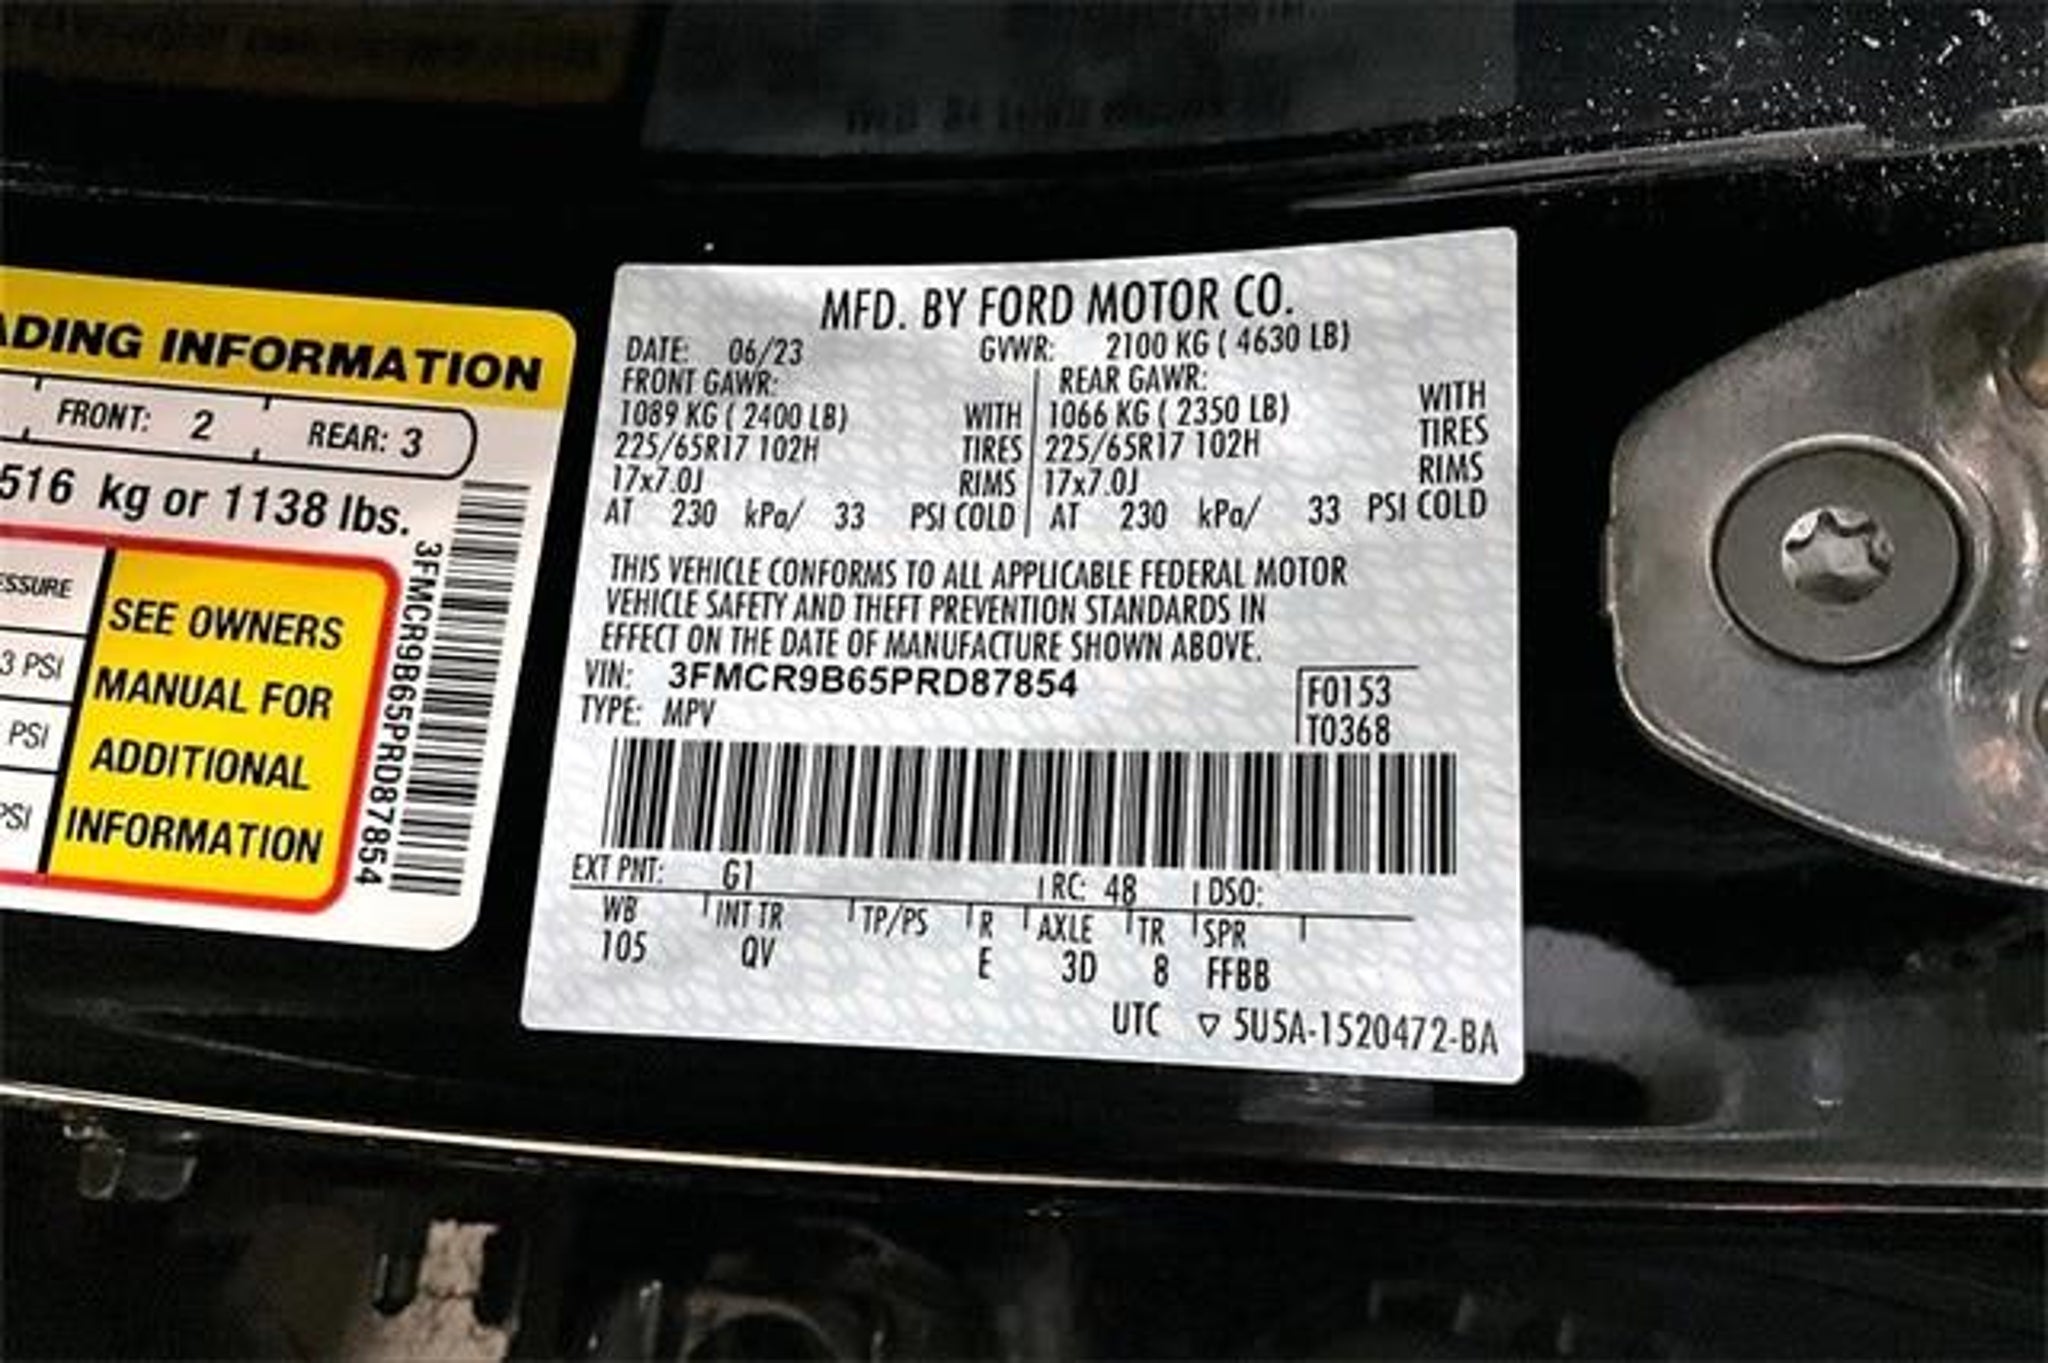 ADING INFORMATION
FRONT: 2 REAR: 3
516 kg or 1138 lbs.
ESSURE
3 PSI
PSI
PSI
SEE OWNERS
MANUAL FOR
ADDITIONAL
INFORMATION
3FMCR9B65PRD87854
MFD. BY FORD MOTOR CO.
DATE: 06/23 GVWR: 2100 KG ( 4630 LB)
FRONT GAWR: REAR GAWR:
1089 KG ( 2400 LB) WITH 1066 KG ( 2350 LB) WITH
225/65R17 102H TIRES 225/65R17 102H TIRES
17x7.0J RIMS 17x7.0J RIMS
AT 230 kPa/ 33 PSI COLD AT 230 kPa/ 33 PSI COLD
THIS VEHICLE CONFORMS TO ALL APPLICABLE FEDERAL MOTOR
VEHICLE SAFETY AND THEFT PREVENTION STANDARDS IN
EFFECT ON THE DATE OF MANUFACTURE SHOWN ABOVE.
VIN: 3FMCR9B65PRD87854 F0153
TYPE: MPV T0368
EXT PNT: G1 RC: 48 DSO:
WB INT TR TP/PS R AXLE TR SPR
105 QV E 3D 8 FFBB
UTC ▽ 5U5A-1520472-BA